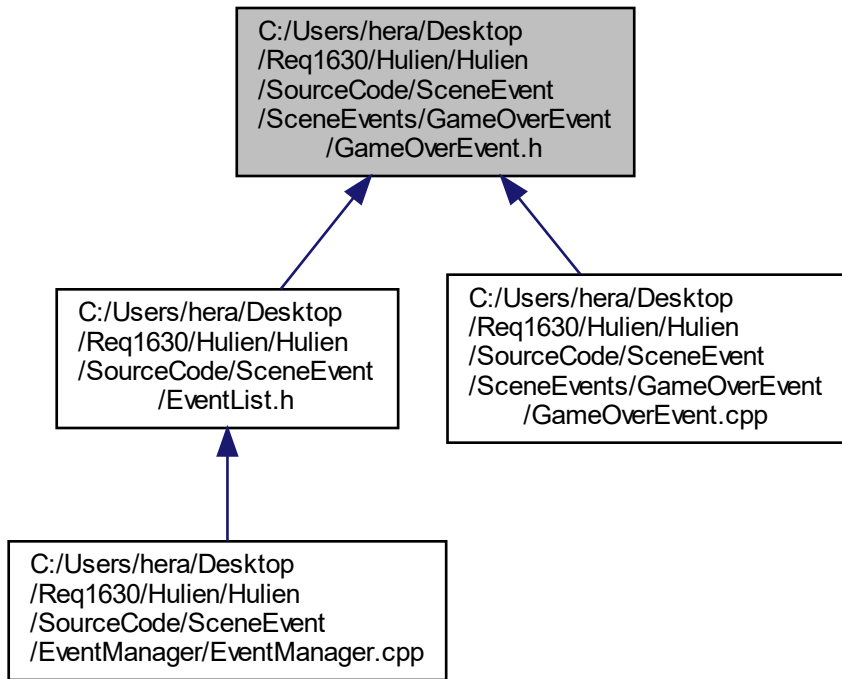 C:/Users/hera/Desktop
/Req1630/Hulien/Hulien
/SourceCode/SceneEvent
/SceneEvents/GameOverEvent
/GameOverEvent.h
C:/Users/hera/Desktop
/Req1630/Hulien/Hulien
/SourceCode/SceneEvent
/EventList.h
C:/Users/hera/Desktop
/Req1630/Hulien/Hulien
/SourceCode/SceneEvent
/SceneEvents/GameOverEvent
/GameOverEvent.cpp
C:/Users/hera/Desktop
/Req1630/Hulien/Hulien
/SourceCode/SceneEvent
/EventManager/EventManager.cpp